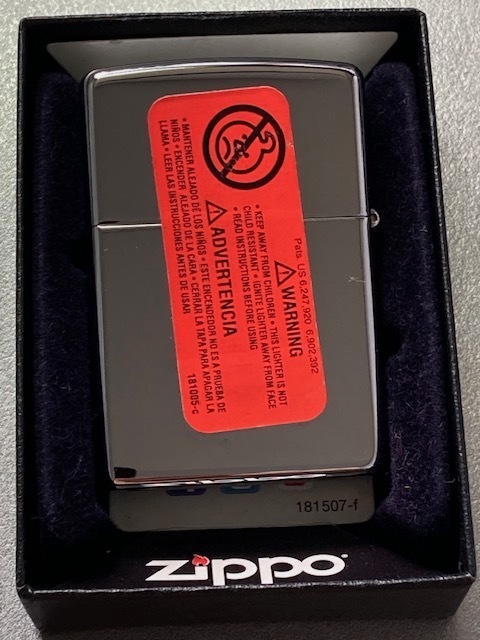 Pats. US 6,247,920 6,902,392
WARNING
• KEEP AWAY FROM CHILDREN • THIS LIGHTER IS NOT
CHILD RESISTANT • IGNITE LIGHTER AWAY FROM FACE
• READ INSTRUCTIONS BEFORE USING
ADVERTENCIA
• MANTENER ALEJADO DE LOS NIÑOS • ESTE ENCENDEDOR NO ES A PRUEBA DE
NIÑOS • ENCENDER ALEJADO DE LA CARA • CERRAR LA TAPA PARA APAGAR LA
LLAMA • LEER LAS INSTRUCCIONES ANTES DE USAR
181005-c
181507-f
zippo